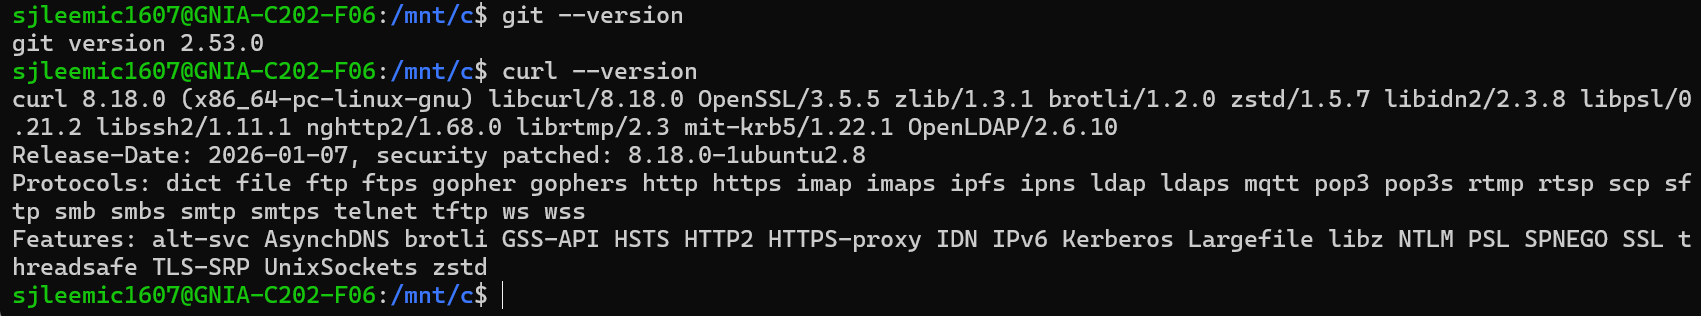 sjleemic1607@GNIA-C202-F06:/mnt/c$ git --version
git version 2.53.0
sjleemic1607@GNIA-C202-F06:/mnt/c$ curl --version
curl 8.18.0 (x86_64-pc-linux-gnu) libcurl/8.18.0 OpenSSL/3.5.5 zlib/1.3.1 brotli/1.2.0 zstd/1.5.7 libidn2/2.3.8 libpsl/0
.21.2 libssh2/1.11.1 nghttp2/1.68.0 librtmp/2.3 mit-krb5/1.22.1 OpenLDAP/2.6.10
Release-Date: 2026-01-07, security patched: 8.18.0-1ubuntu2.8
Protocols: dict file ftp ftps gopher gophers http https imap imaps ipfs ipns ldap ldaps mqtt pop3 pop3s rtmp rtsp scp sf
tp smb smbs smtp smtps telnet tftp ws wss
Features: alt-svc AsynchDNS brotli GSS-API HSTS HTTP2 HTTPS-proxy IDN IPv6 Kerberos Largefile libz NTLM PSL SPNEGO SSL t
hreadsafe TLS-SRP UnixSockets zstd
sjleemic1607@GNIA-C202-F06:/mnt/c$